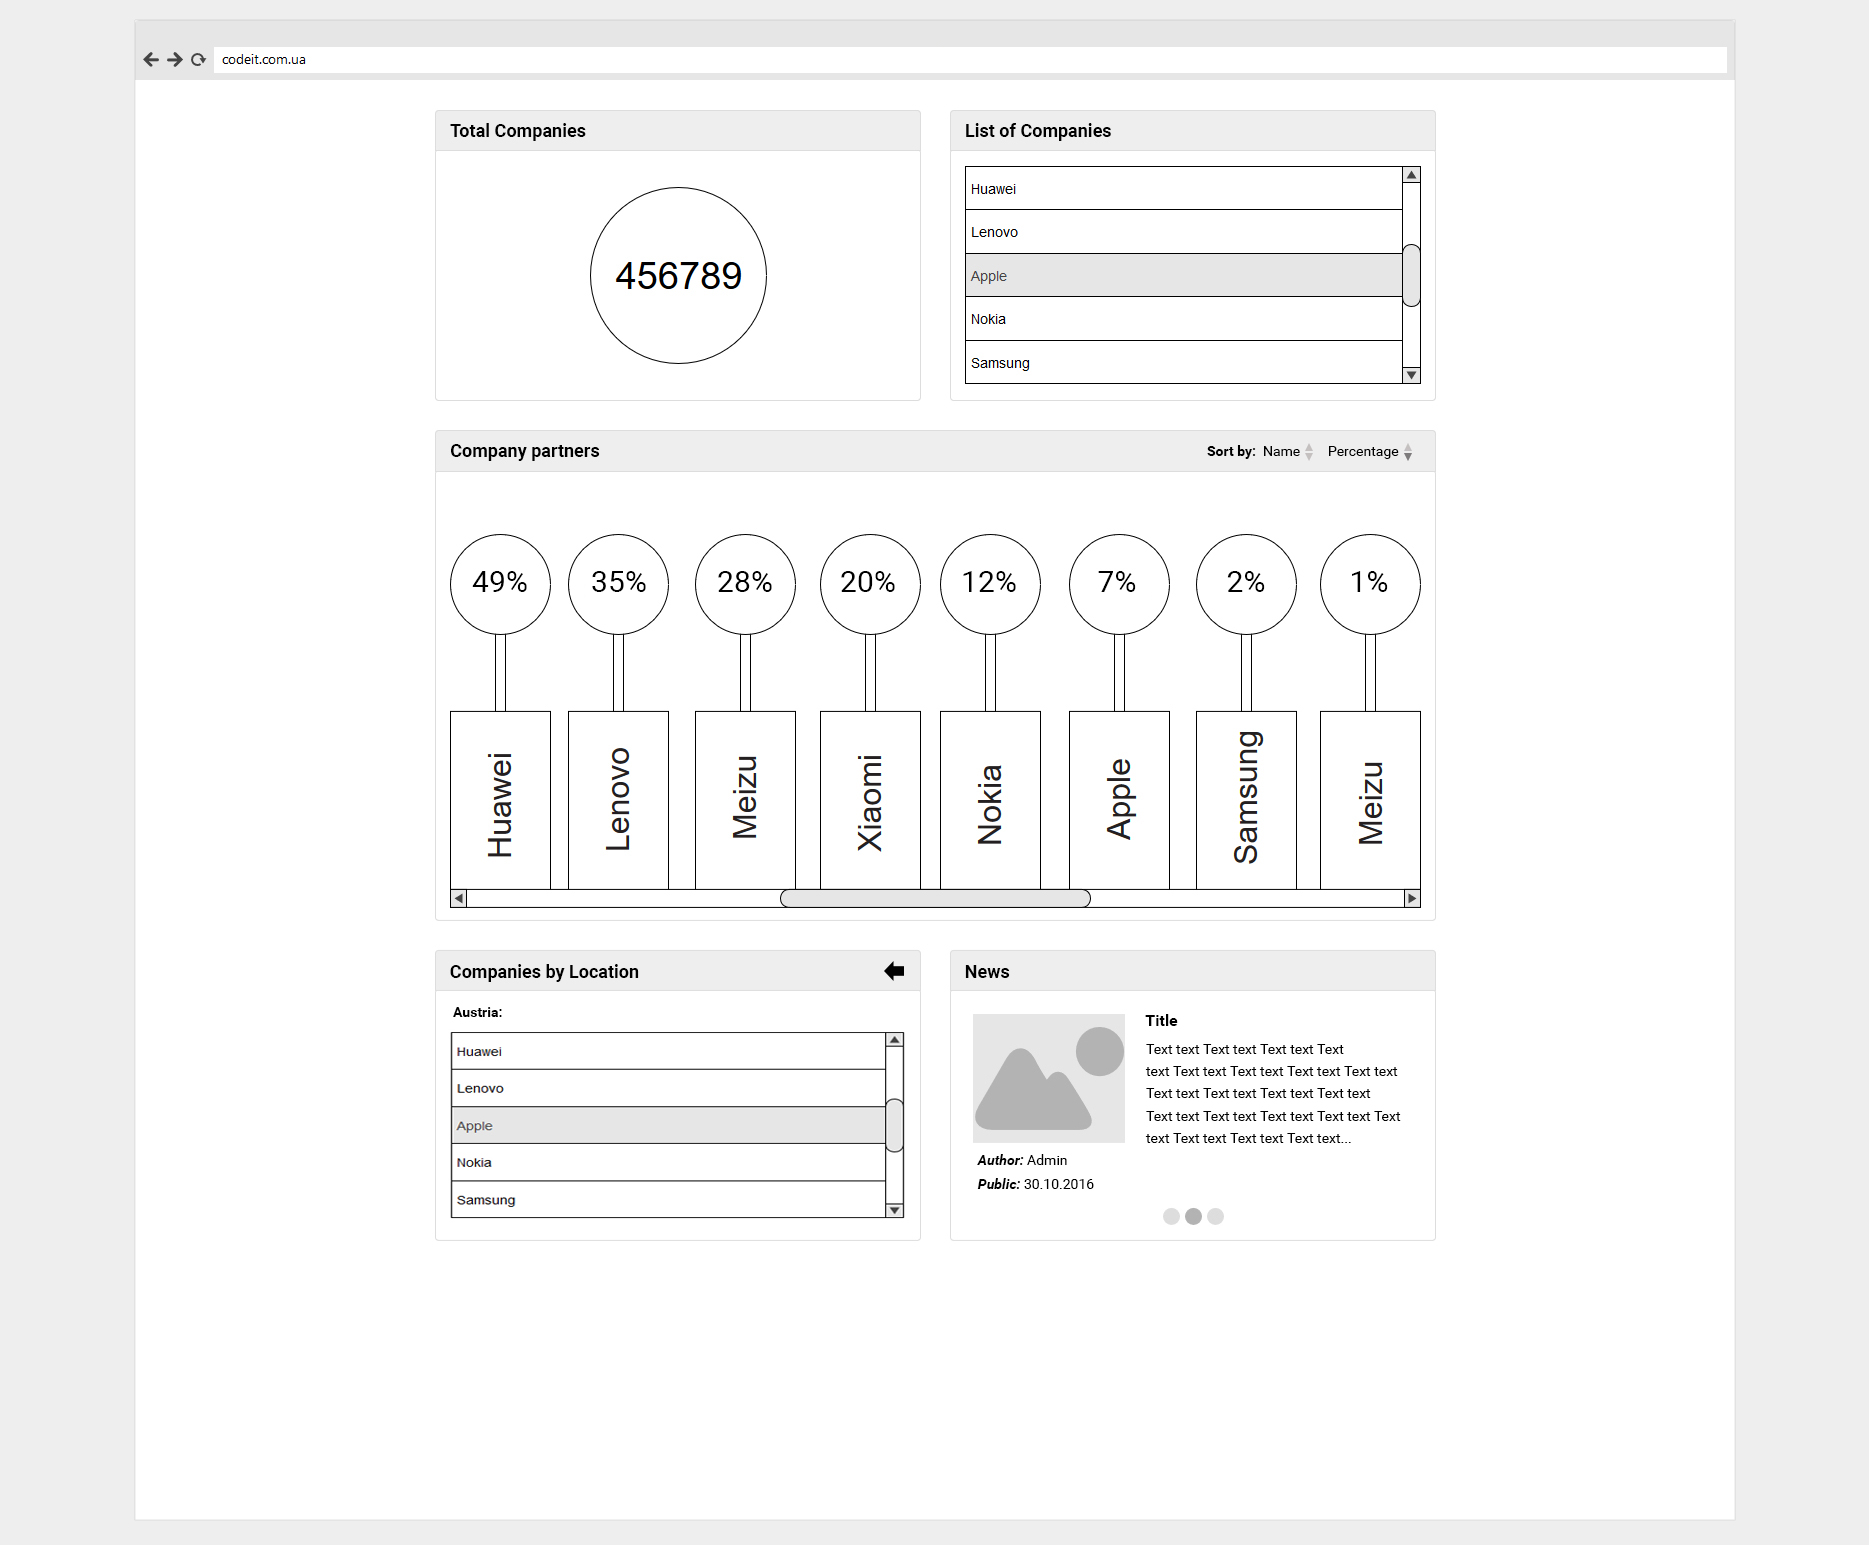 codeit.com.ua
Total Companies
456789
List of Companies
Huawei
Lenovo
Apple
Nokia
Samsung
Company partners
Sort by: Name Percentage
49% 35% 28% 20% 12% 7% 2% 1%
Huawei Lenovo Meizu Xiaomi Nokia Apple Samsung Meizu
Companies by Location
Austria:
Huawei
Lenovo
Apple
Nokia
Samsung
News
Title
Text text Text text Text text Text
text Text text Text text Text text Text text
Text text Text text Text text Text text
Text text Text text Text text Text text Text
text Text text Text text Text text...
Author: Admin
Public: 30.10.2016